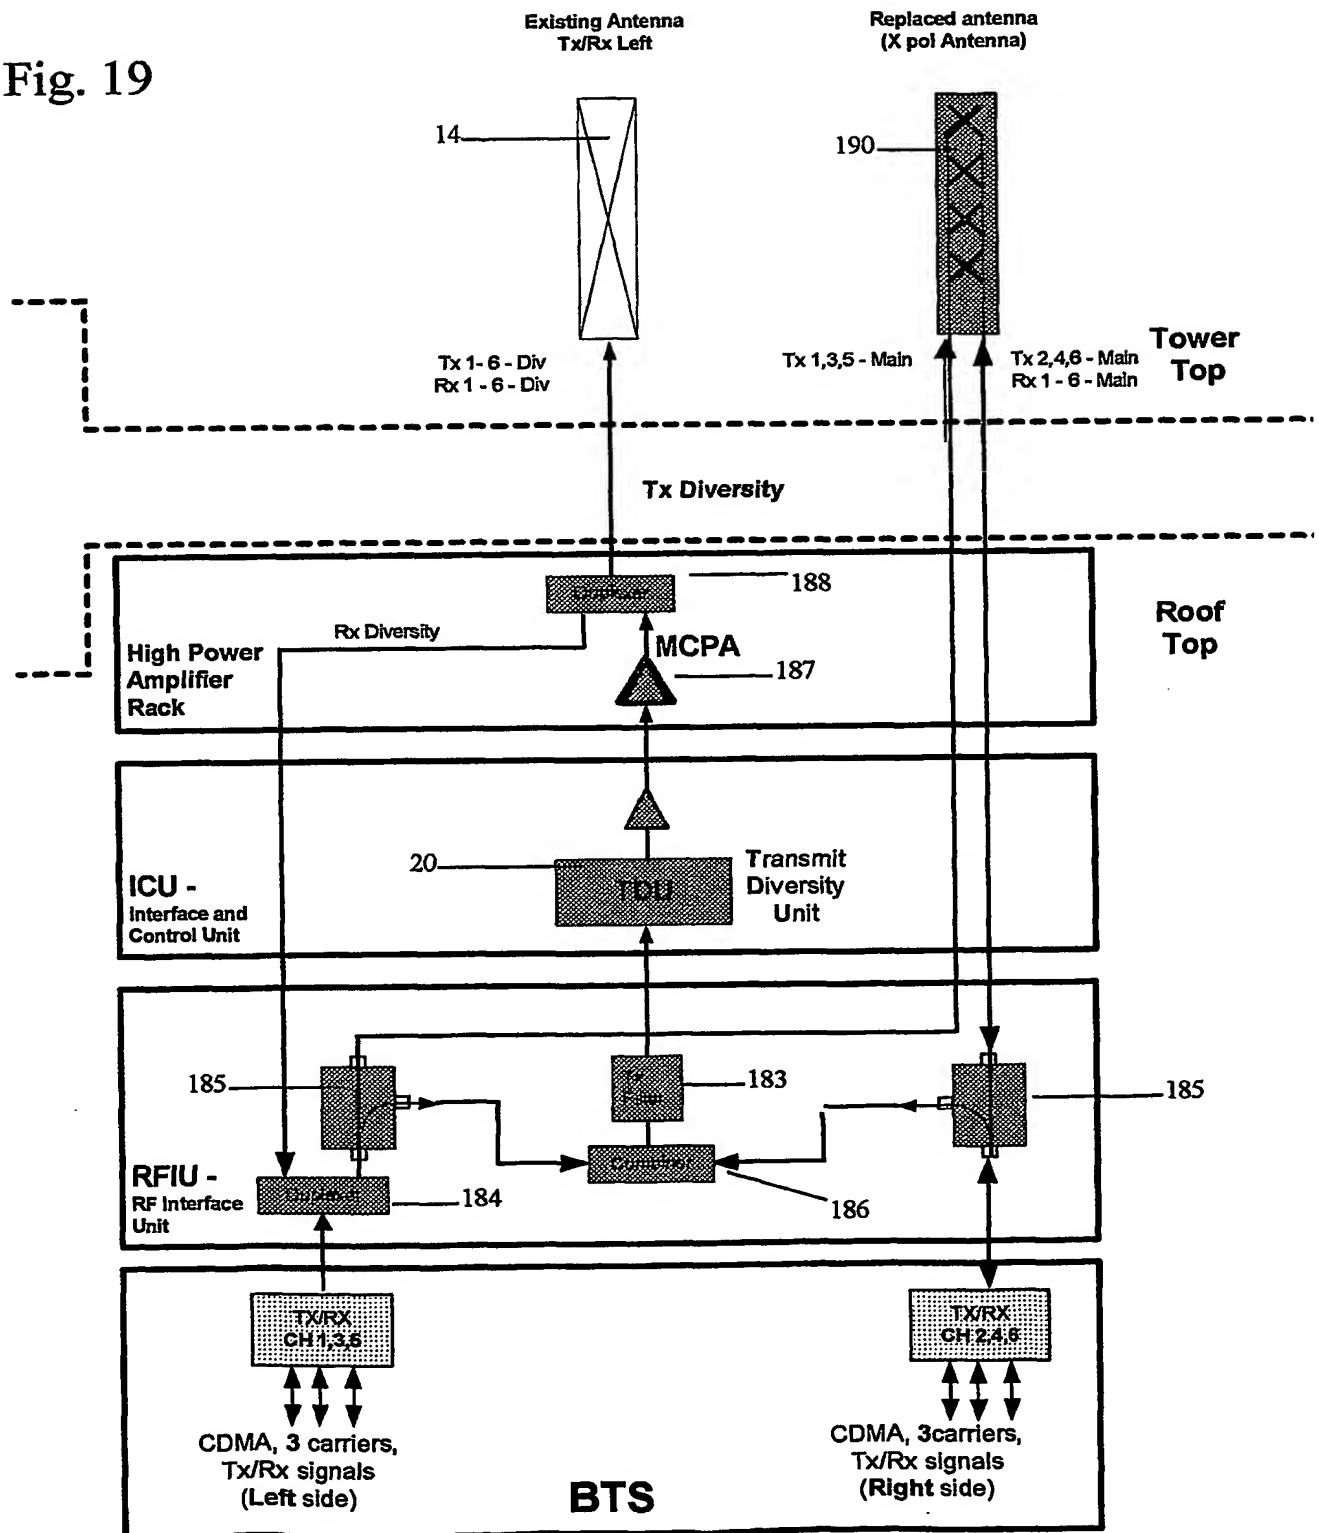 Fig. 19
Existing Antenna
Tx/Rx Left
Replaced antenna
(X pol Antenna)
14
190
Tx 1- 6 - Div
Rx 1 - 6 - Div
Tx 1,3,5 - Main
Tx 2,4,6 - Main
Rx 1 - 6 - Main
Tower
Top
Tx Diversity
Duplexer
188
Roof
Top
Rx Diversity
High Power
Amplifier
Rack
MCPA
187
20
TDU
Transmit
Diversity
Unit
ICU -
Interface and
Control Unit
185
Tx
Filter
183
185
Combiner
186
RFIU -
RF Interface
Unit
Duplexer
184
TX/RX
CH 1,3,5
TX/RX
CH 2,4,6
CDMA, 3 carriers,
Tx/Rx signals
(Left side)
CDMA, 3carriers,
Tx/Rx signals
(Right side)
BTS